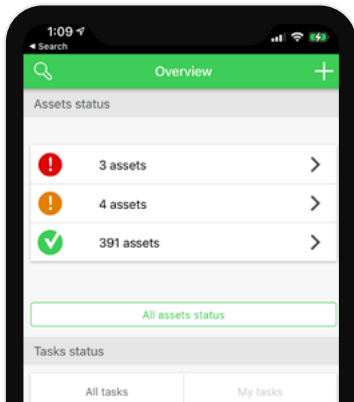 1:09
Search
Overview
Assets status
3 assets
4 assets
391 assets
All assets status
Tasks status
All tasks
My tasks